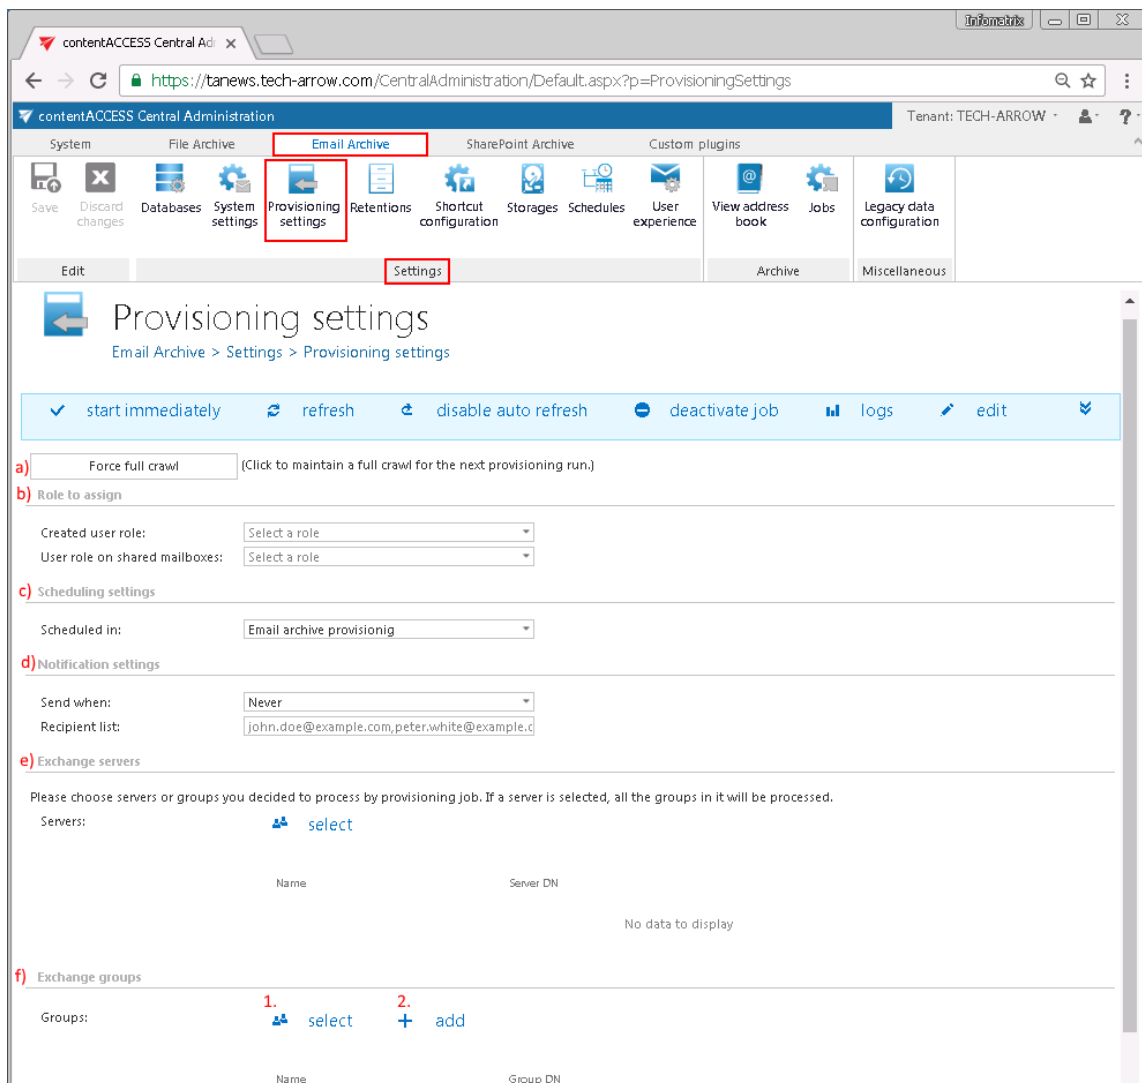 Infomatrix
contentACCESS Central Adr
https://tanews.tech-arrow.com/CentralAdministration/Default.aspx?p=ProvisioningSettings
contentACCESS Central Administration
Tenant: TECH-ARROW
?
System File Archive Email Archive SharePoint Archive Custom plugins
Save
Discard changes
Databases
System settings
Provisioning settings
Retentions
Shortcut configuration
Storages
Schedules
User experience
View address book
Jobs
Legacy data configuration
Edit Settings Archive Miscellaneous
Provisioning settings
Email Archive > Settings > Provisioning settings
start immediately refresh disable auto refresh deactivate job logs edit
a) Force full crawl (Click to maintain a full crawl for the next provisioning run.)
b) Role to assign
Created user role: Select a role
User role on shared mailboxes: Select a role
c) Scheduling settings
Scheduled in: Email archive provisionig
d) Notification settings
Send when: Never
Recipient list: john.doe@example.com,peter.white@example.c
e) Exchange servers
Please choose servers or groups you decided to process by provisioning job. If a server is selected, all the groups in it will be processed.
Servers: select
Name Server DN
No data to display
f) Exchange groups
1. 2.
Groups: select + add
Name Group DN